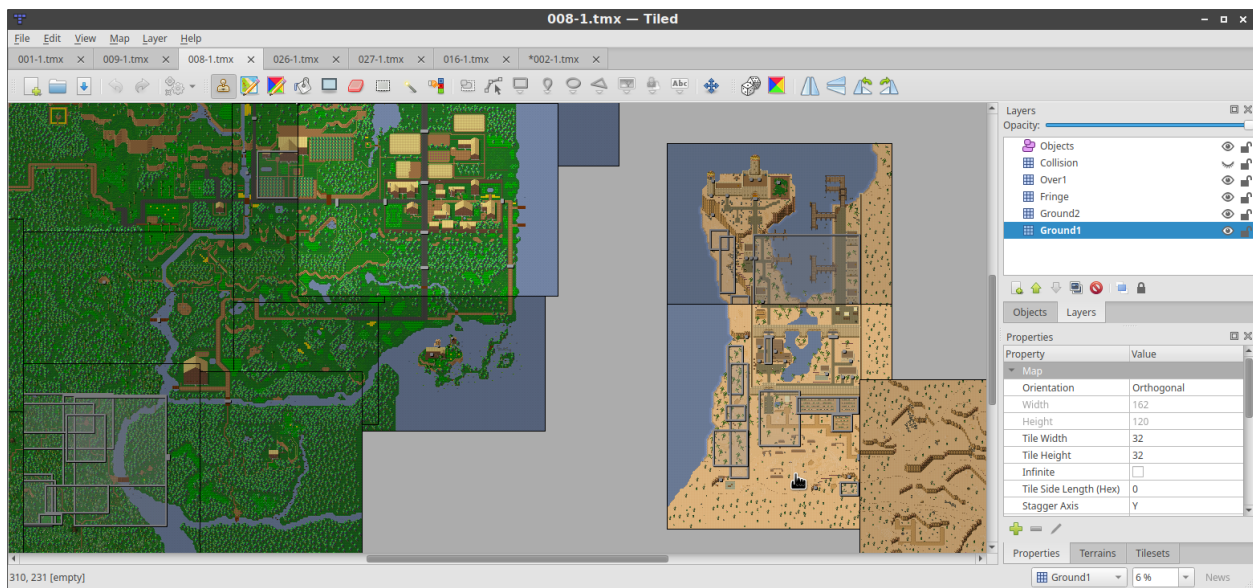 008-1.tmx — Tiled
File Edit View Map Layer Help
001-1.tmx 009-1.tmx 008-1.tmx 026-1.tmx 027-1.tmx 016-1.tmx *002-1.tmx
Abc
Layers
Opacity:
Objects
Collision
Over1
Fringe
Ground2
Ground1
Objects Layers
Properties
Property Value
Map
Orientation Orthogonal
Width 162
Height 120
Tile Width 32
Tile Height 32
Infinite
Tile Side Length (Hex) 0
Stagger Axis Y
Properties Terrains Tilesets
310, 231 [empty] Ground1 6 % News